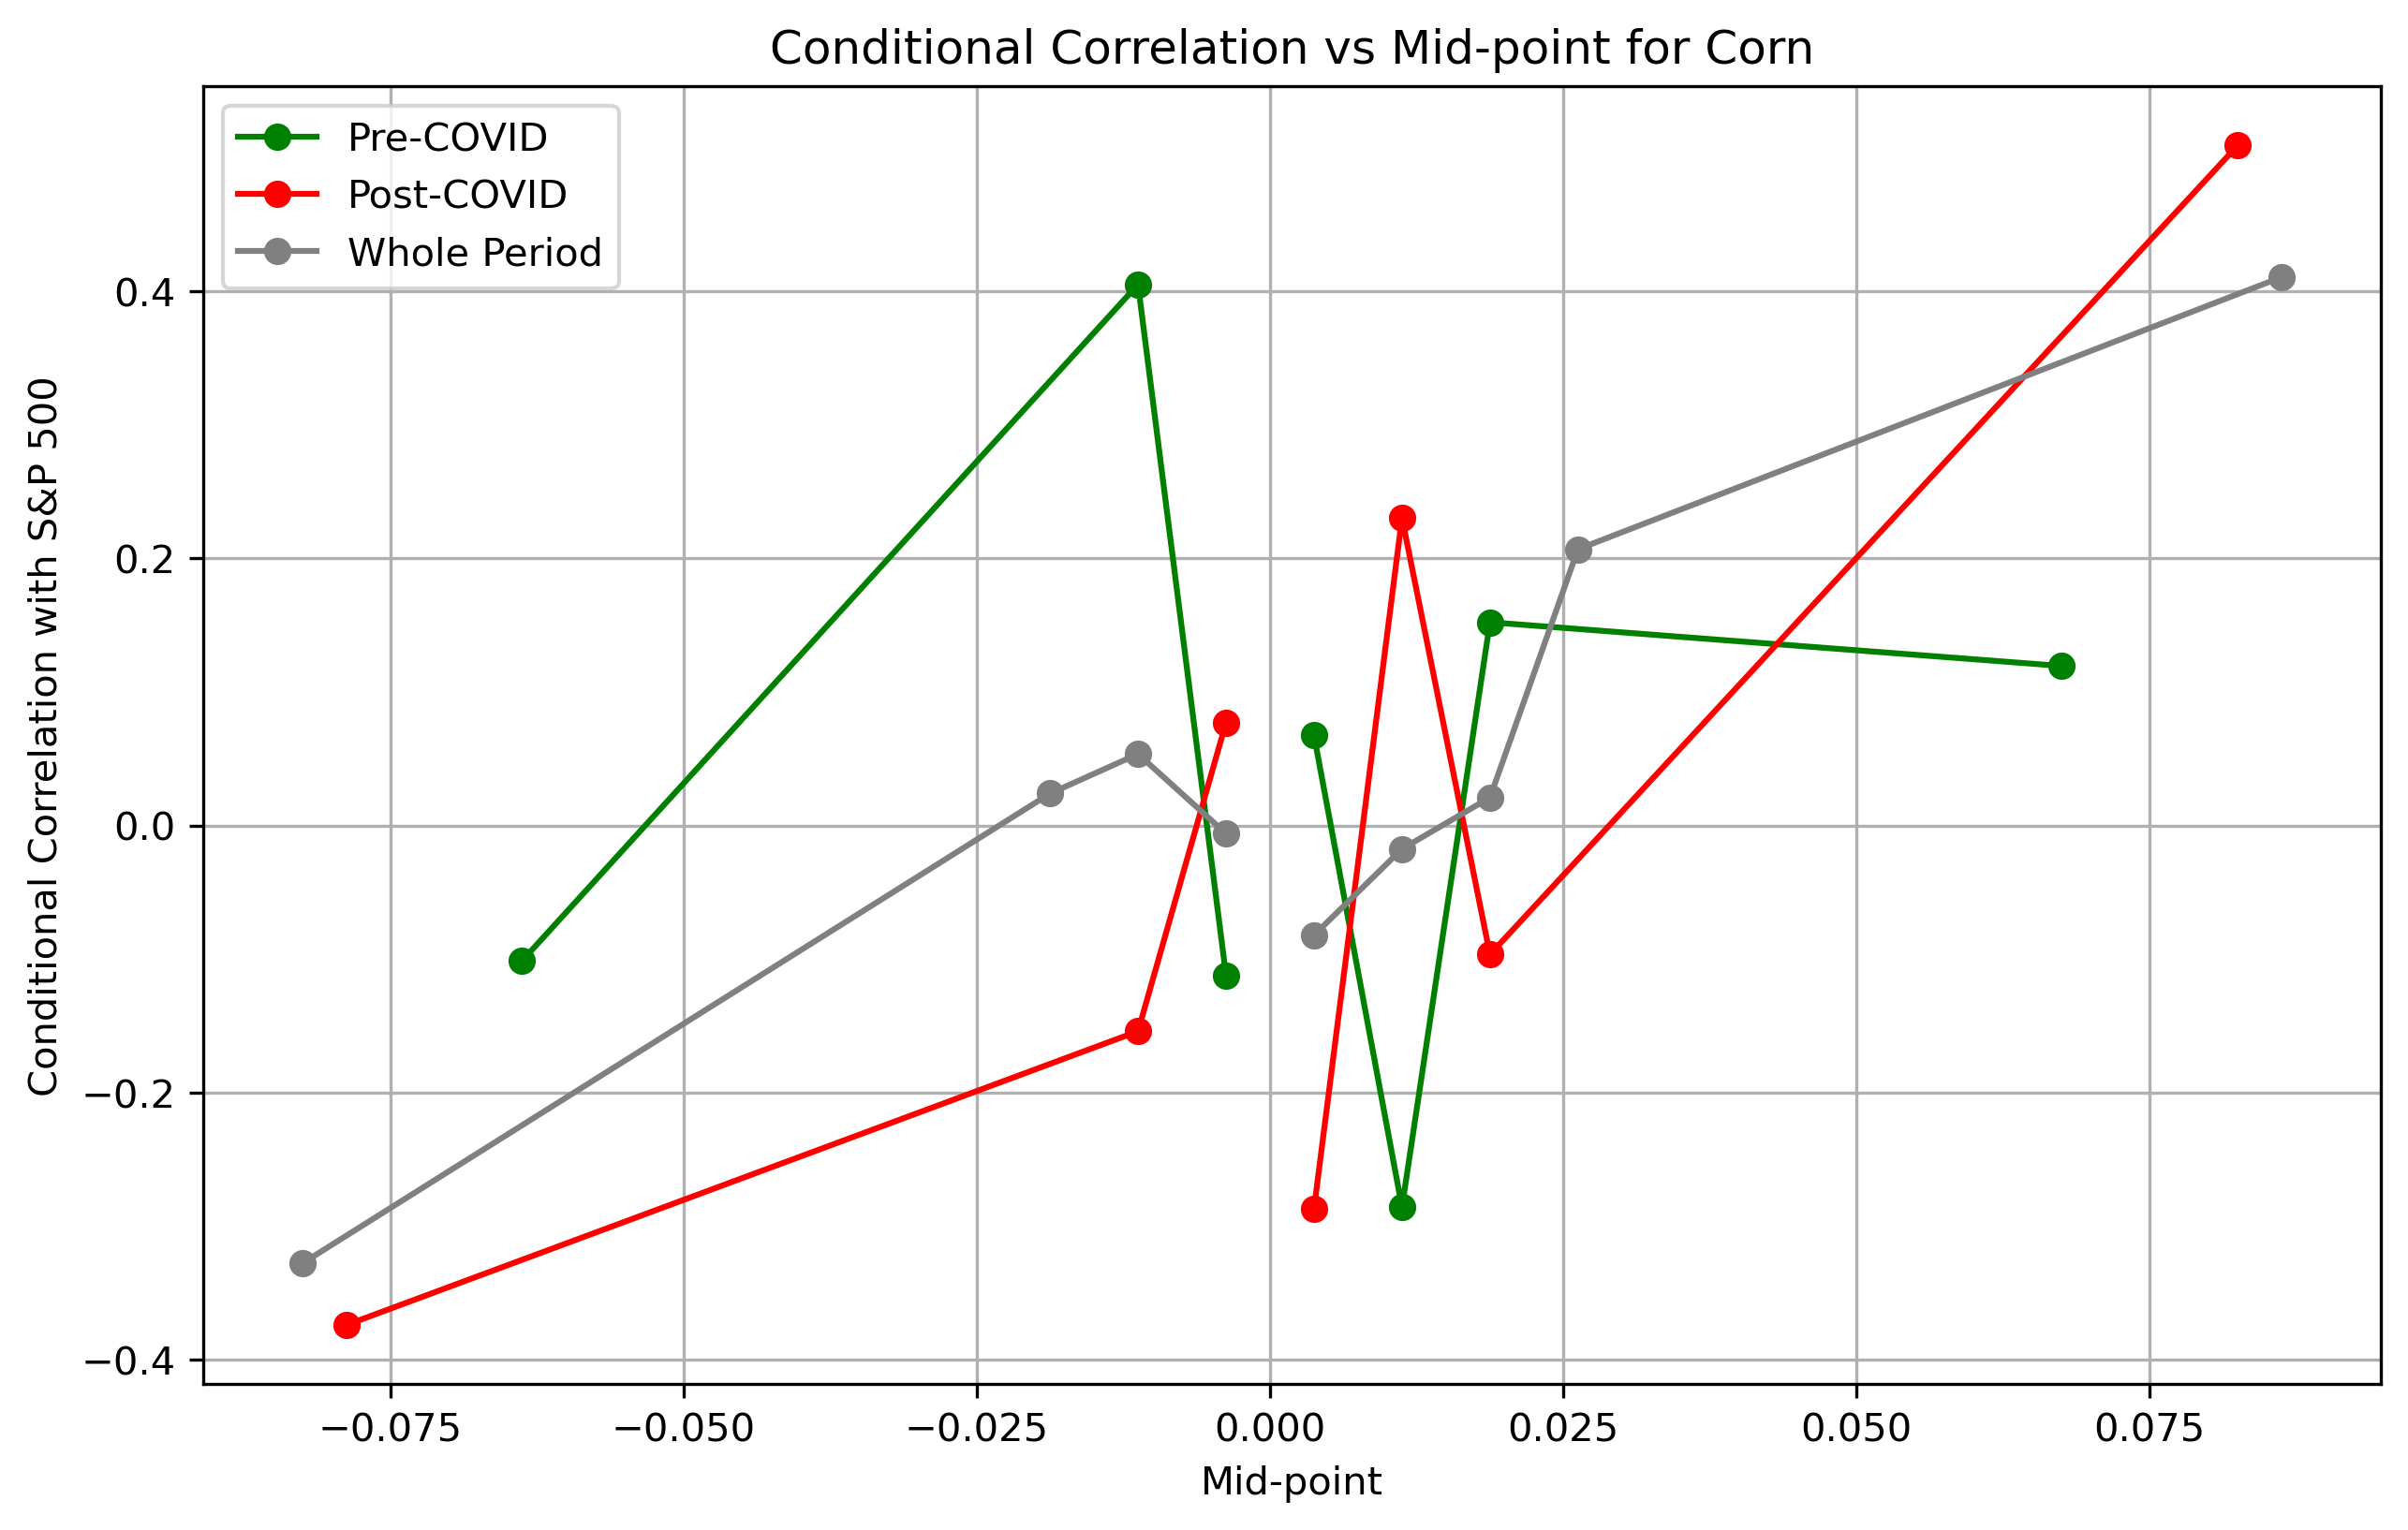 Conditional Correlation vs Mid-point for Corn
Pre-COVID
Post-COVID
Whole Period
Conditional Correlation with S&P 500
0.4
0.2
0.0
−0.2
−0.4
−0.075
−0.050
−0.025
0.000
0.025
0.050
0.075
Mid-point